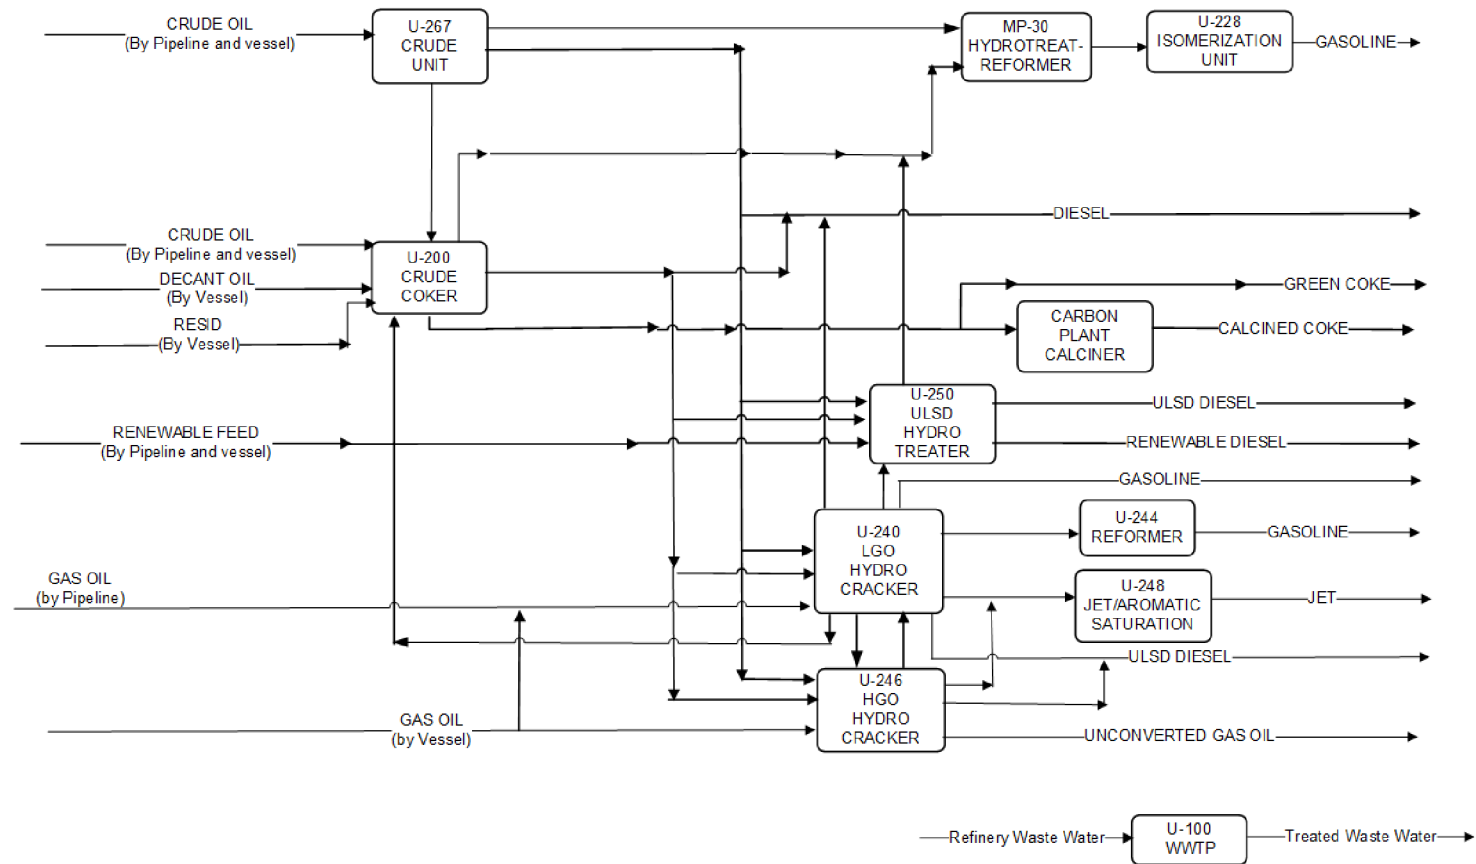 CRUDE OIL
(By Pipeline and vessel)
U-267
CRUDE
UNIT
MP-30
HYDROTREAT-
REFORMER
U-228
ISOMERIZATION
UNIT
GASOLINE
DIESEL
CRUDE OIL
(By Pipeline and vessel)
DECANT OIL
(By Vessel)
RESID
(By Vessel)
U-200
CRUDE
COKER
GREEN COKE
CARBON
PLANT
CALCINER
CALCINED COKE
RENEWABLE FEED
(By Pipeline and vessel)
U-250
ULSD
HYDRO
TREATER
ULSD DIESEL
RENEWABLE DIESEL
GASOLINE
U-240
LGO
HYDRO
CRACKER
U-244
REFORMER
GASOLINE
GAS OIL
(by Pipeline)
U-248
JET/AROMATIC
SATURATION
JET
ULSD DIESEL
GAS OIL
(by Vessel)
U-246
HGO
HYDRO
CRACKER
UNCONVERTED GAS OIL
Refinery Waste Water
U-100
WWTP
Treated Waste Water